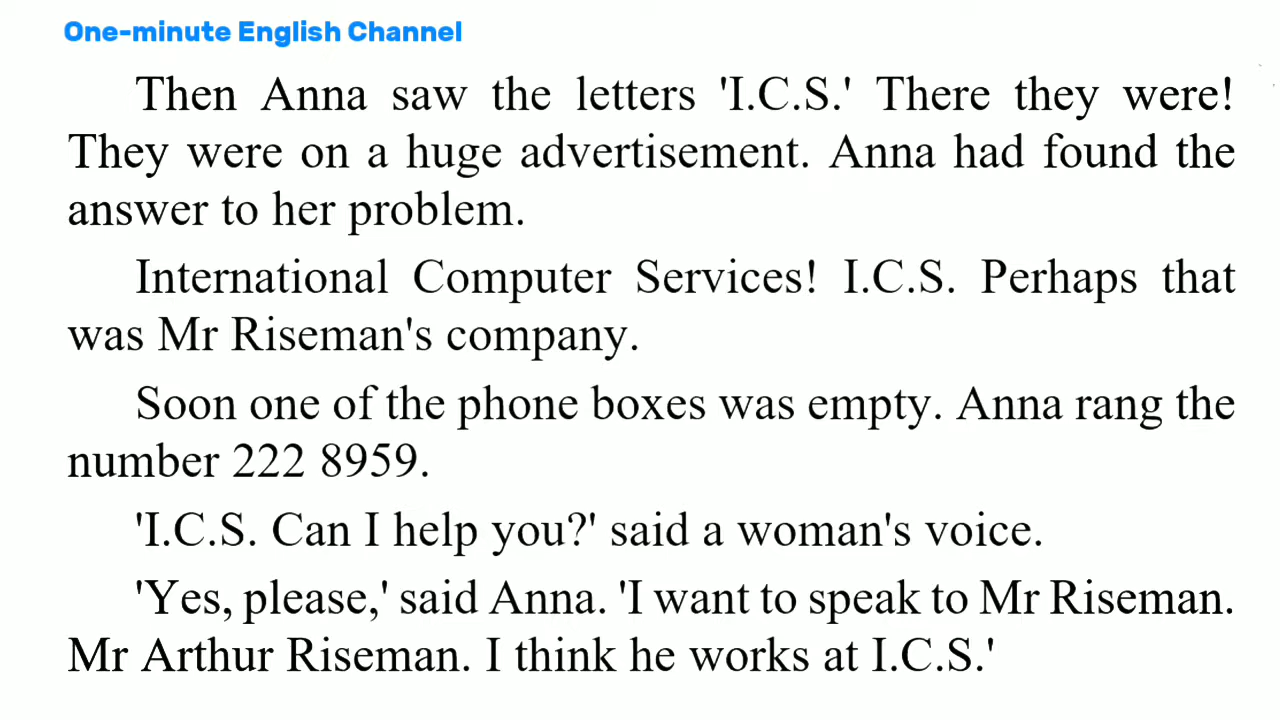 One-minute English Channel
Then Anna saw the letters 'I.C.S.' There they were!
They were on a huge advertisement. Anna had found the
answer to her problem.
International Computer Services! I.C.S. Perhaps that
was Mr Riseman's company.
Soon one of the phone boxes was empty. Anna rang the
number 222 8959.
'I.C.S. Can I help you?' said a woman's voice.
'Yes, please,' said Anna. 'I want to speak to Mr Riseman.
Mr Arthur Riseman. I think he works at I.C.S.'